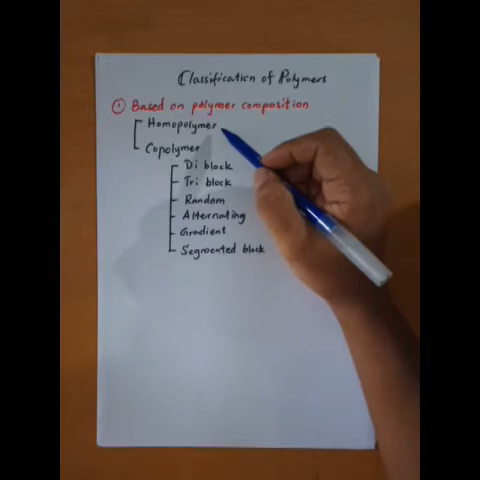 Classification of Polymers
① Based on polymer composition
Homopolymer
Copolymer
Di block
Tri block
Random
Alternating
Gradient
Segmented block